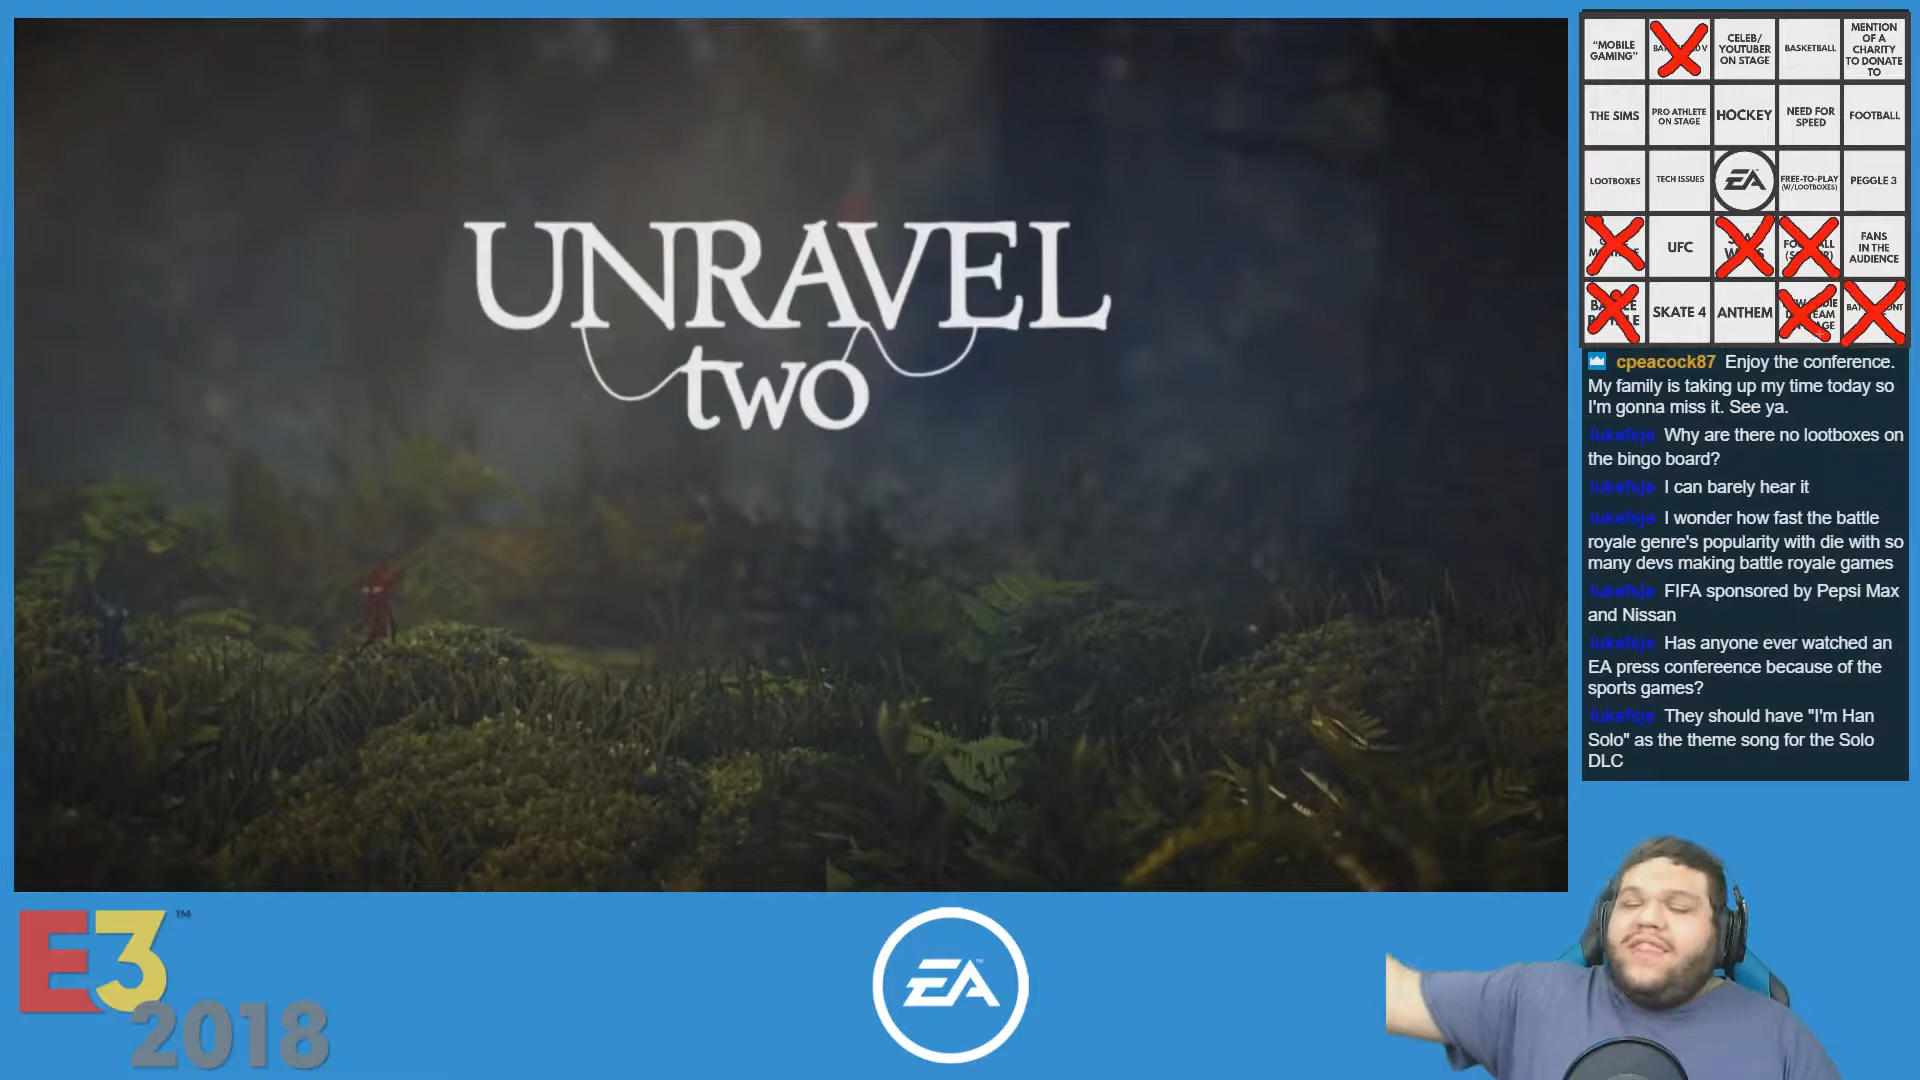 UNRAVEL
two
"MOBILE
GAMING"
CELEB/
YOUTUBER
ON STAGE
BASKETBALL
MENTION
OF A
CHARITY
TO DONATE
TO
THE SIMS
PRO ATHLETE
ON STAGE
HOCKEY
NEED FOR
SPEED
FOOTBALL
LOOTBOXES
TECH ISSUES
EA
FREE-TO-PLAY
(W/LOOTBOXES)
PEGGLE 3
UFC
FANS
IN THE
AUDIENCE
SKATE 4
ANTHEM
cpeacock87 Enjoy the conference.
My family is taking up my time today so
I'm gonna miss it. See ya.
lukefsje Why are there no lootboxes on
the bingo board?
lukefsje I can barely hear it
lukefsje I wonder how fast the battle
royale genre's popularity with die with so
many devs making battle royale games
lukefsje FIFA sponsored by Pepsi Max
and Nissan
lukefsje Has anyone ever watched an
EA press confereence because of the
sports games?
lukefsje They should have "I'm Han
Solo" as the theme song for the Solo
DLC
E3™
2018
EA™